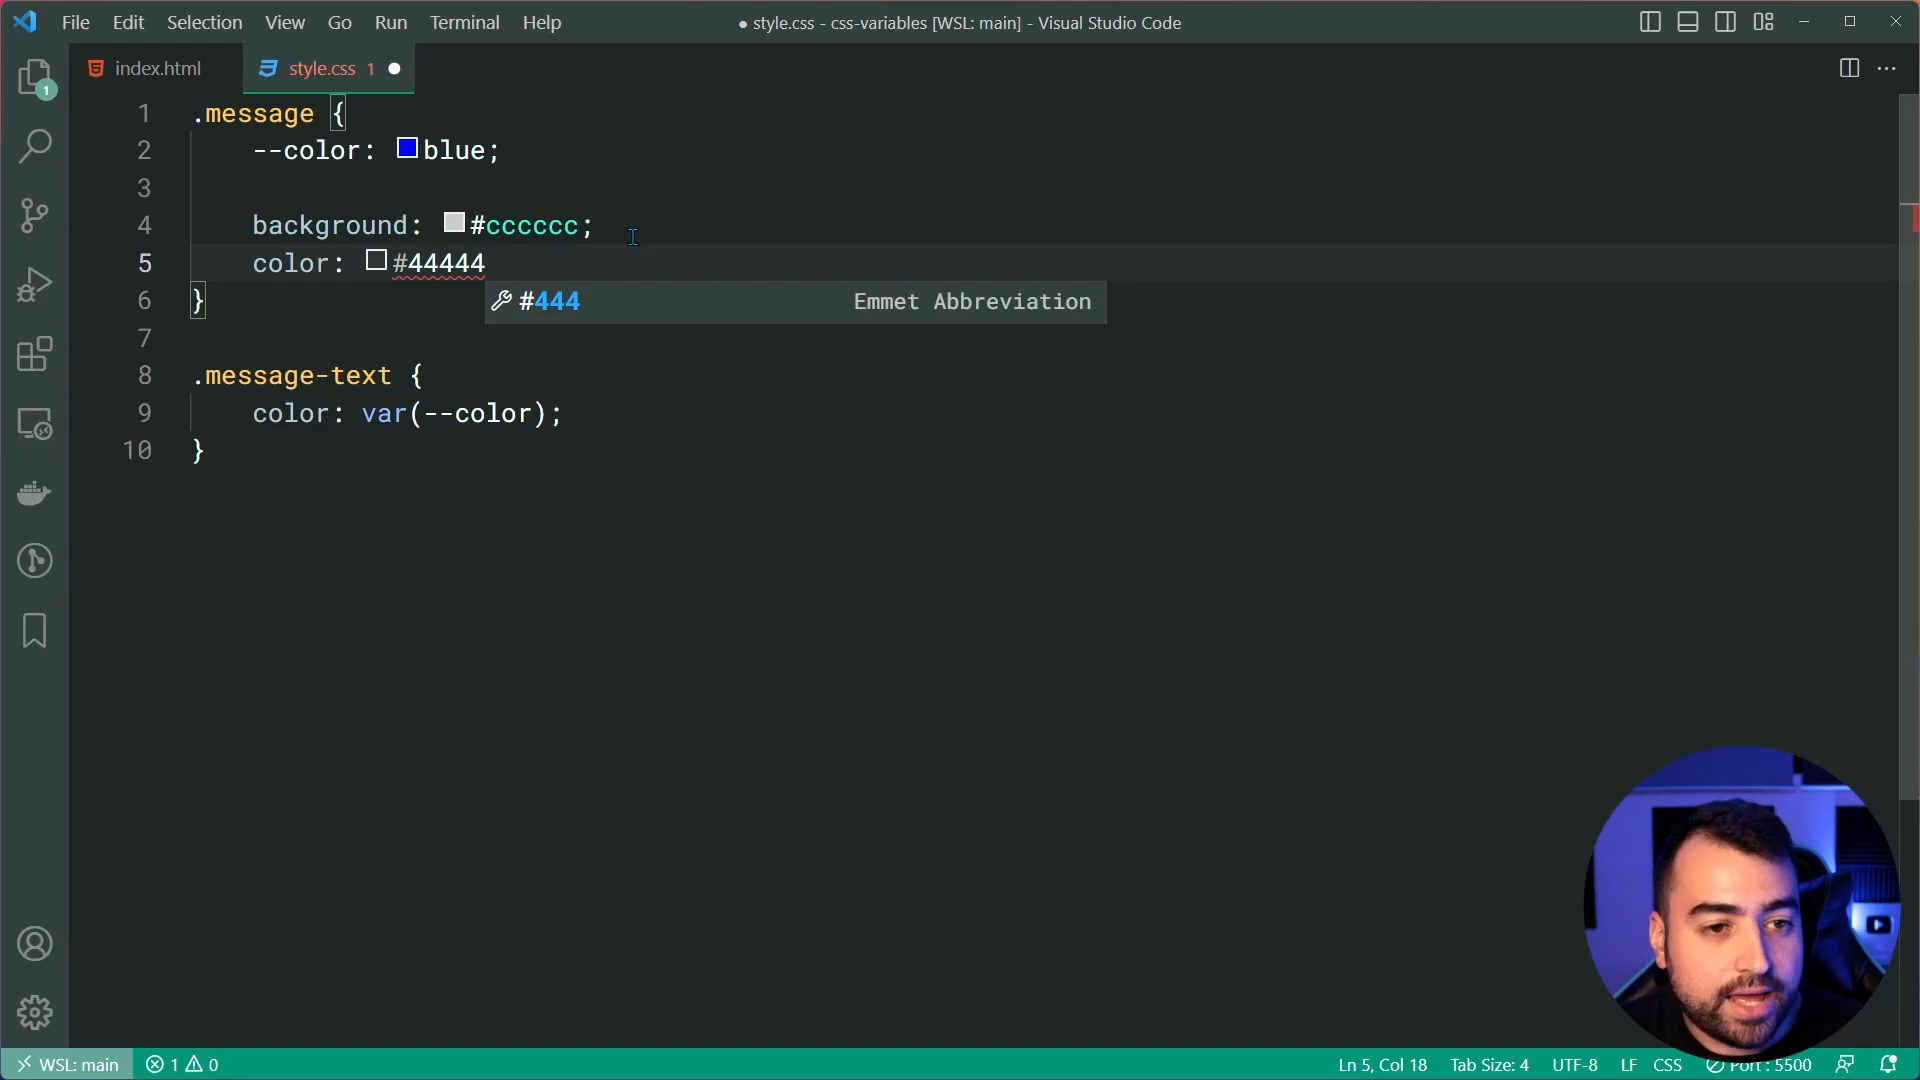 File Edit Selection View Go Run Terminal Help
● style.css - css-variables [WSL: main] - Visual Studio Code
index.html
style.css 1 ●
1 .message {
2 --color: blue;
3
4 background: #cccccc;
5 color: #44444
#444 Emmet Abbreviation
6 }
7
8 .message-text {
9 color: var(--color);
10 }
1
WSL: main
1 0
Ln 5, Col 18 Tab Size: 4 UTF-8 LF CSS Port : 5500